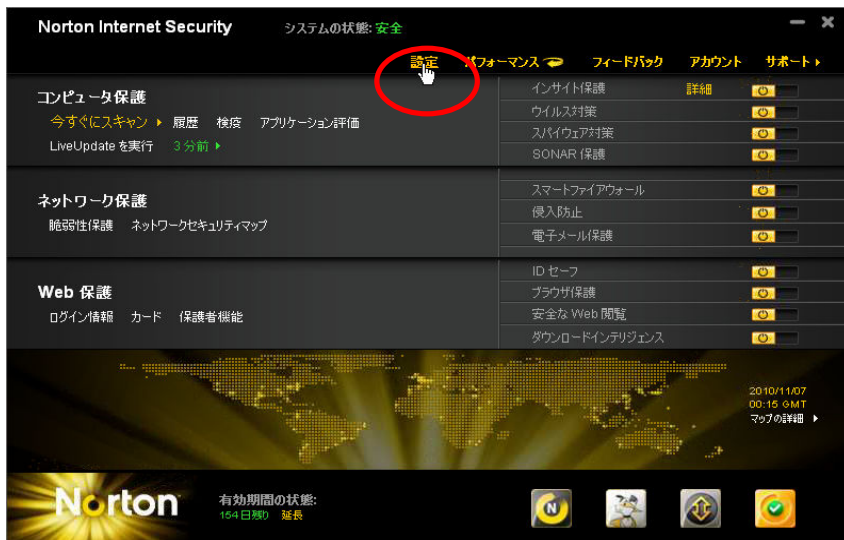 Norton Internet Security システムの状態: 安全
設定 パフォーマンス フィードバック アカウント サポート
コンピュータ保護
今すぐにスキャン 履歴 検疫 アプリケーション評価
LiveUpdate を実行 3 分前
インサイト保護 詳細
ウイルス対策
スパイウェア対策
SONAR 保護
ネットワーク保護
脆弱性保護 ネットワークセキュリティマップ
スマートファイアウォール
侵入防止
電子メール保護
Web 保護
ログイン情報 カード 保護者機能
ID セーフ
ブラウザ保護
安全な Web 閲覧
ダウンロードインテリジェンス
2010/11/07
00:15 GMT
マップの詳細
Norton
有効期間の状態:
154 日残り 延長
N